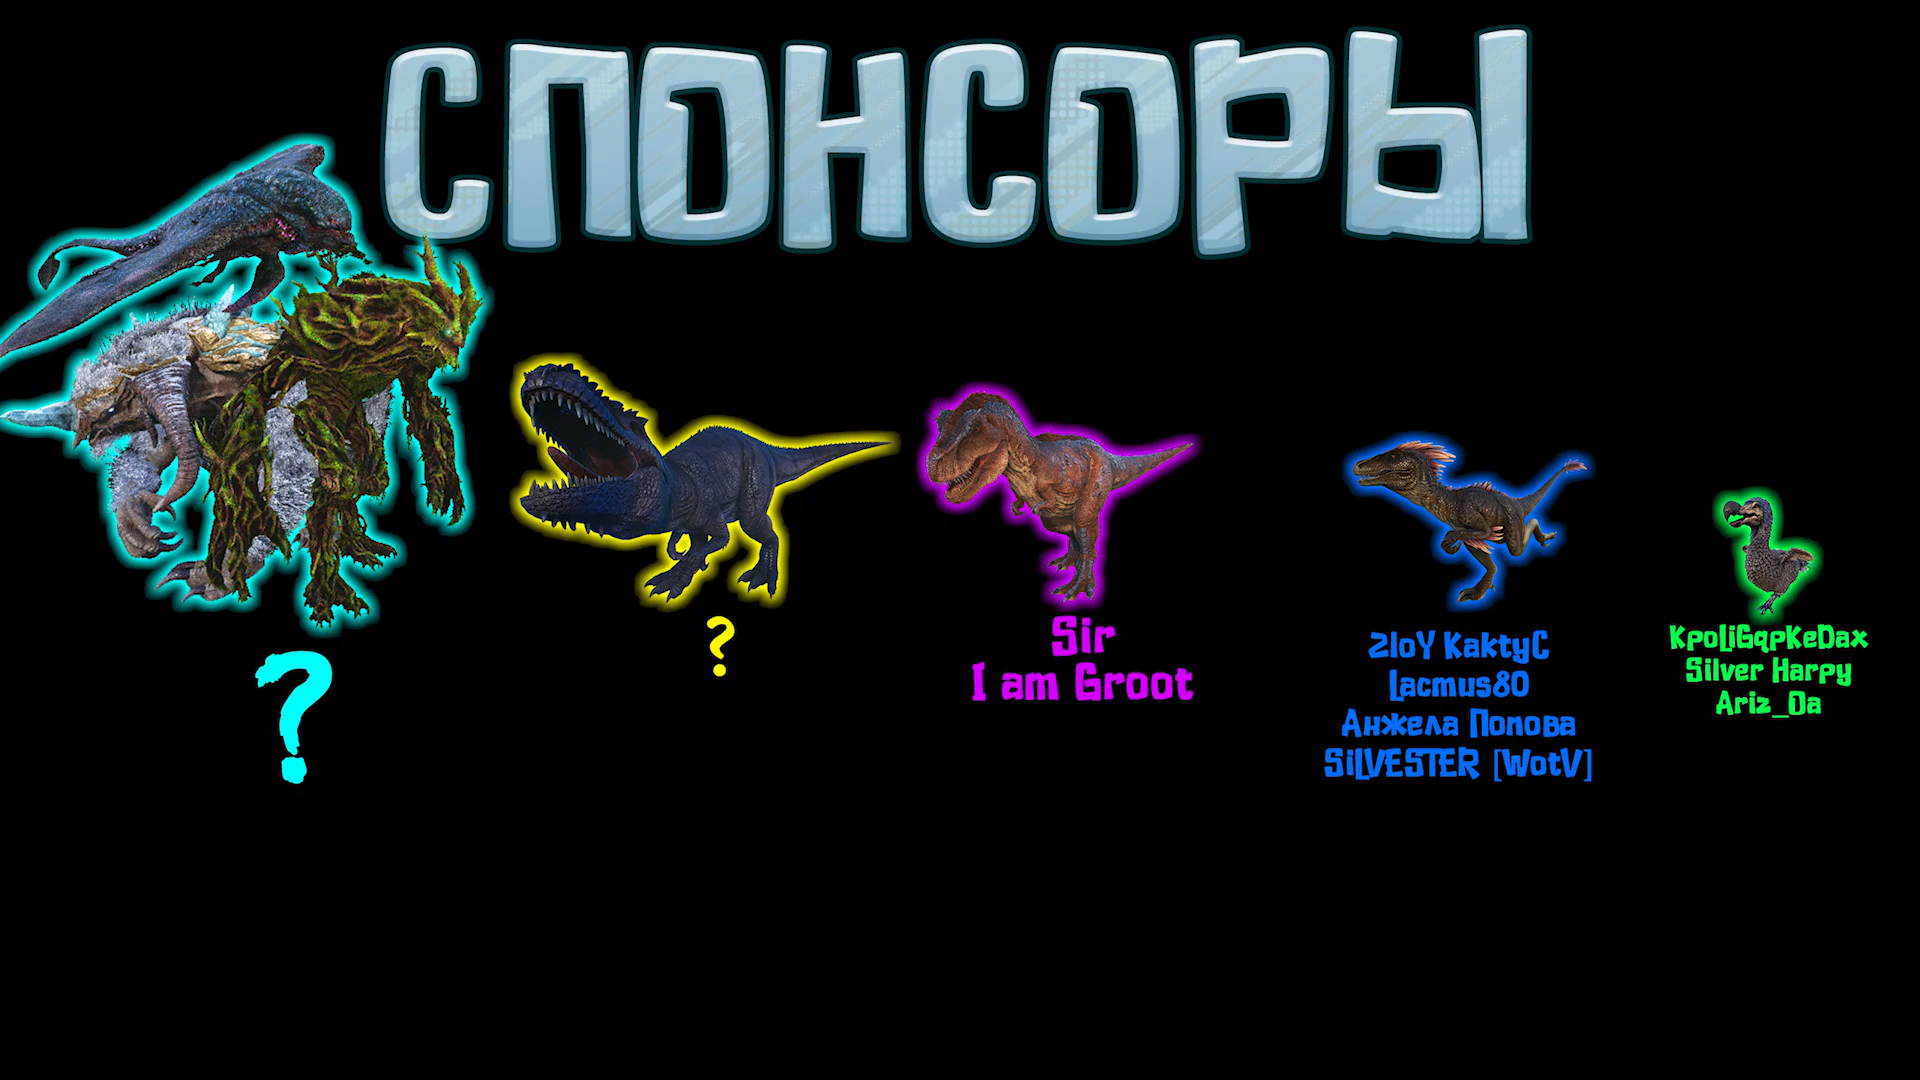 СПОНСОРЫ
?
?
Sir
I am Groot
ZloY KaktyC
Lacmus80
Анжела Попова
SiLVESTER [WotV]
KpoLiGqpKeDax
Silver Harpy
Ariz_Da